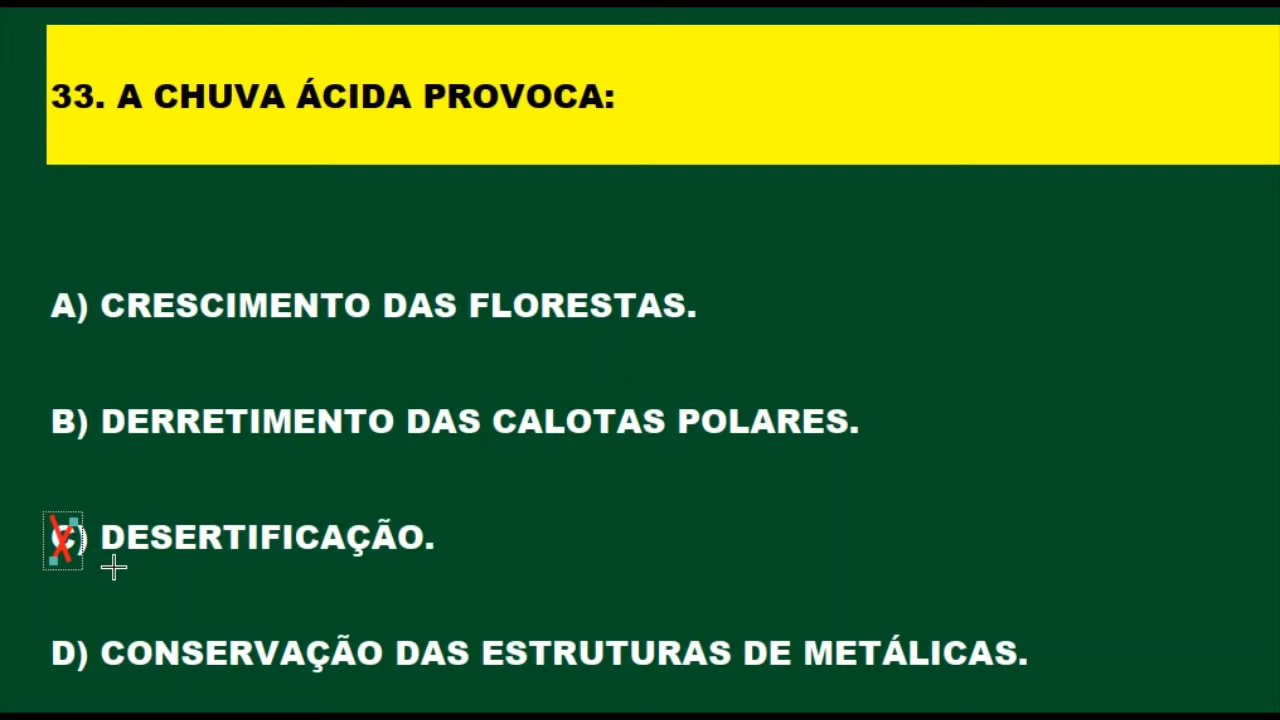 33. A CHUVA ÁCIDA PROVOCA:
A) CRESCIMENTO DAS FLORESTAS.
B) DERRETIMENTO DAS CALOTAS POLARES.
C) DESERTIFICAÇÃO.
D) CONSERVAÇÃO DAS ESTRUTURAS DE METÁLICAS.